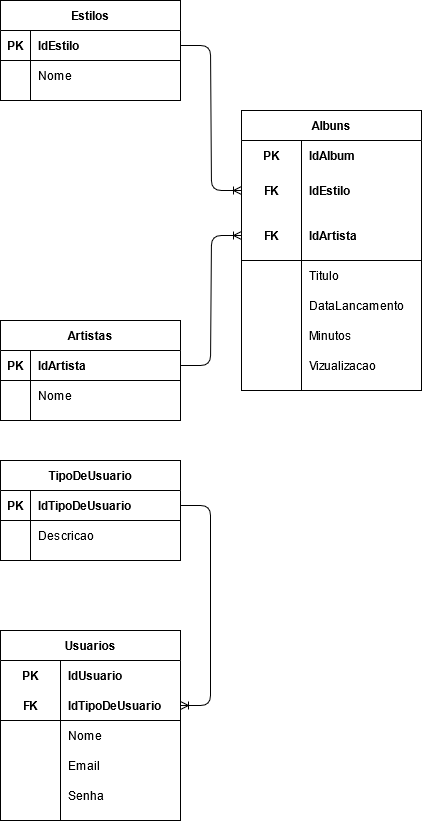 Estilos
PK IdEstilo
Nome
Albuns
PK IdAlbum
FK IdEstilo
FK IdArtista
Titulo
DataLancamento
Minutos
Vizualizacao
Artistas
PK IdArtista
Nome
TipoDeUsuario
PK IdTipoDeUsuario
Descricao
Usuarios
PK IdUsuario
FK IdTipoDeUsuario
Nome
Email
Senha